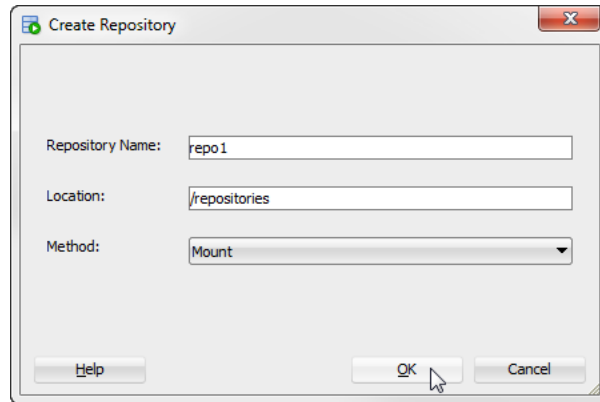 Create Repository
Repository Name: repo1
Location: /repositories
Method: Mount
Help OK Cancel